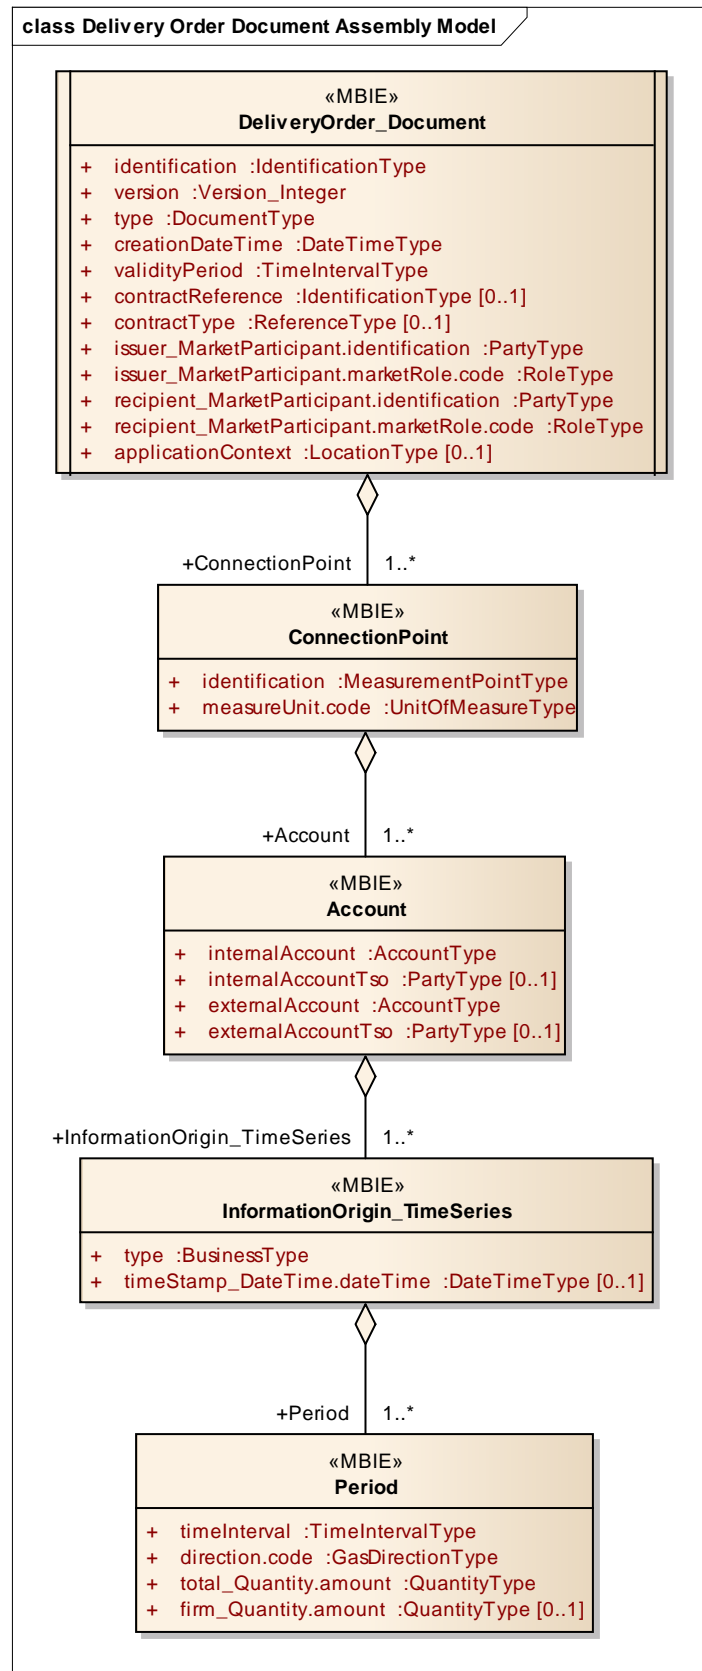 class Delivery Order Document Assembly Model
«MBIE»
DeliveryOrder_Document
+ identification :IdentificationType
+ version :Version_Integer
+ type :DocumentType
+ creationDateTime :DateTimeType
+ validityPeriod :TimeIntervalType
+ contractReference :IdentificationType [0..1]
+ contractType :ReferenceType [0..1]
+ issuer_MarketParticipant.identification :PartyType
+ issuer_MarketParticipant.marketRole.code :RoleType
+ recipient_MarketParticipant.identification :PartyType
+ recipient_MarketParticipant.marketRole.code :RoleType
+ applicationContext :LocationType [0..1]
+ConnectionPoint 1..*
«MBIE»
ConnectionPoint
+ identification :MeasurementPointType
+ measureUnit.code :UnitOfMeasureType
+Account 1..*
«MBIE»
Account
+ internalAccount :AccountType
+ internalAccountTso :PartyType [0..1]
+ externalAccount :AccountType
+ externalAccountTso :PartyType [0..1]
+InformationOrigin_TimeSeries 1..*
«MBIE»
InformationOrigin_TimeSeries
+ type :BusinessType
+ timeStamp_DateTime.dateTime :DateTimeType [0..1]
+Period 1..*
«MBIE»
Period
+ timeInterval :TimeIntervalType
+ direction.code :GasDirectionType
+ total_Quantity.amount :QuantityType
+ firm_Quantity.amount :QuantityType [0..1]